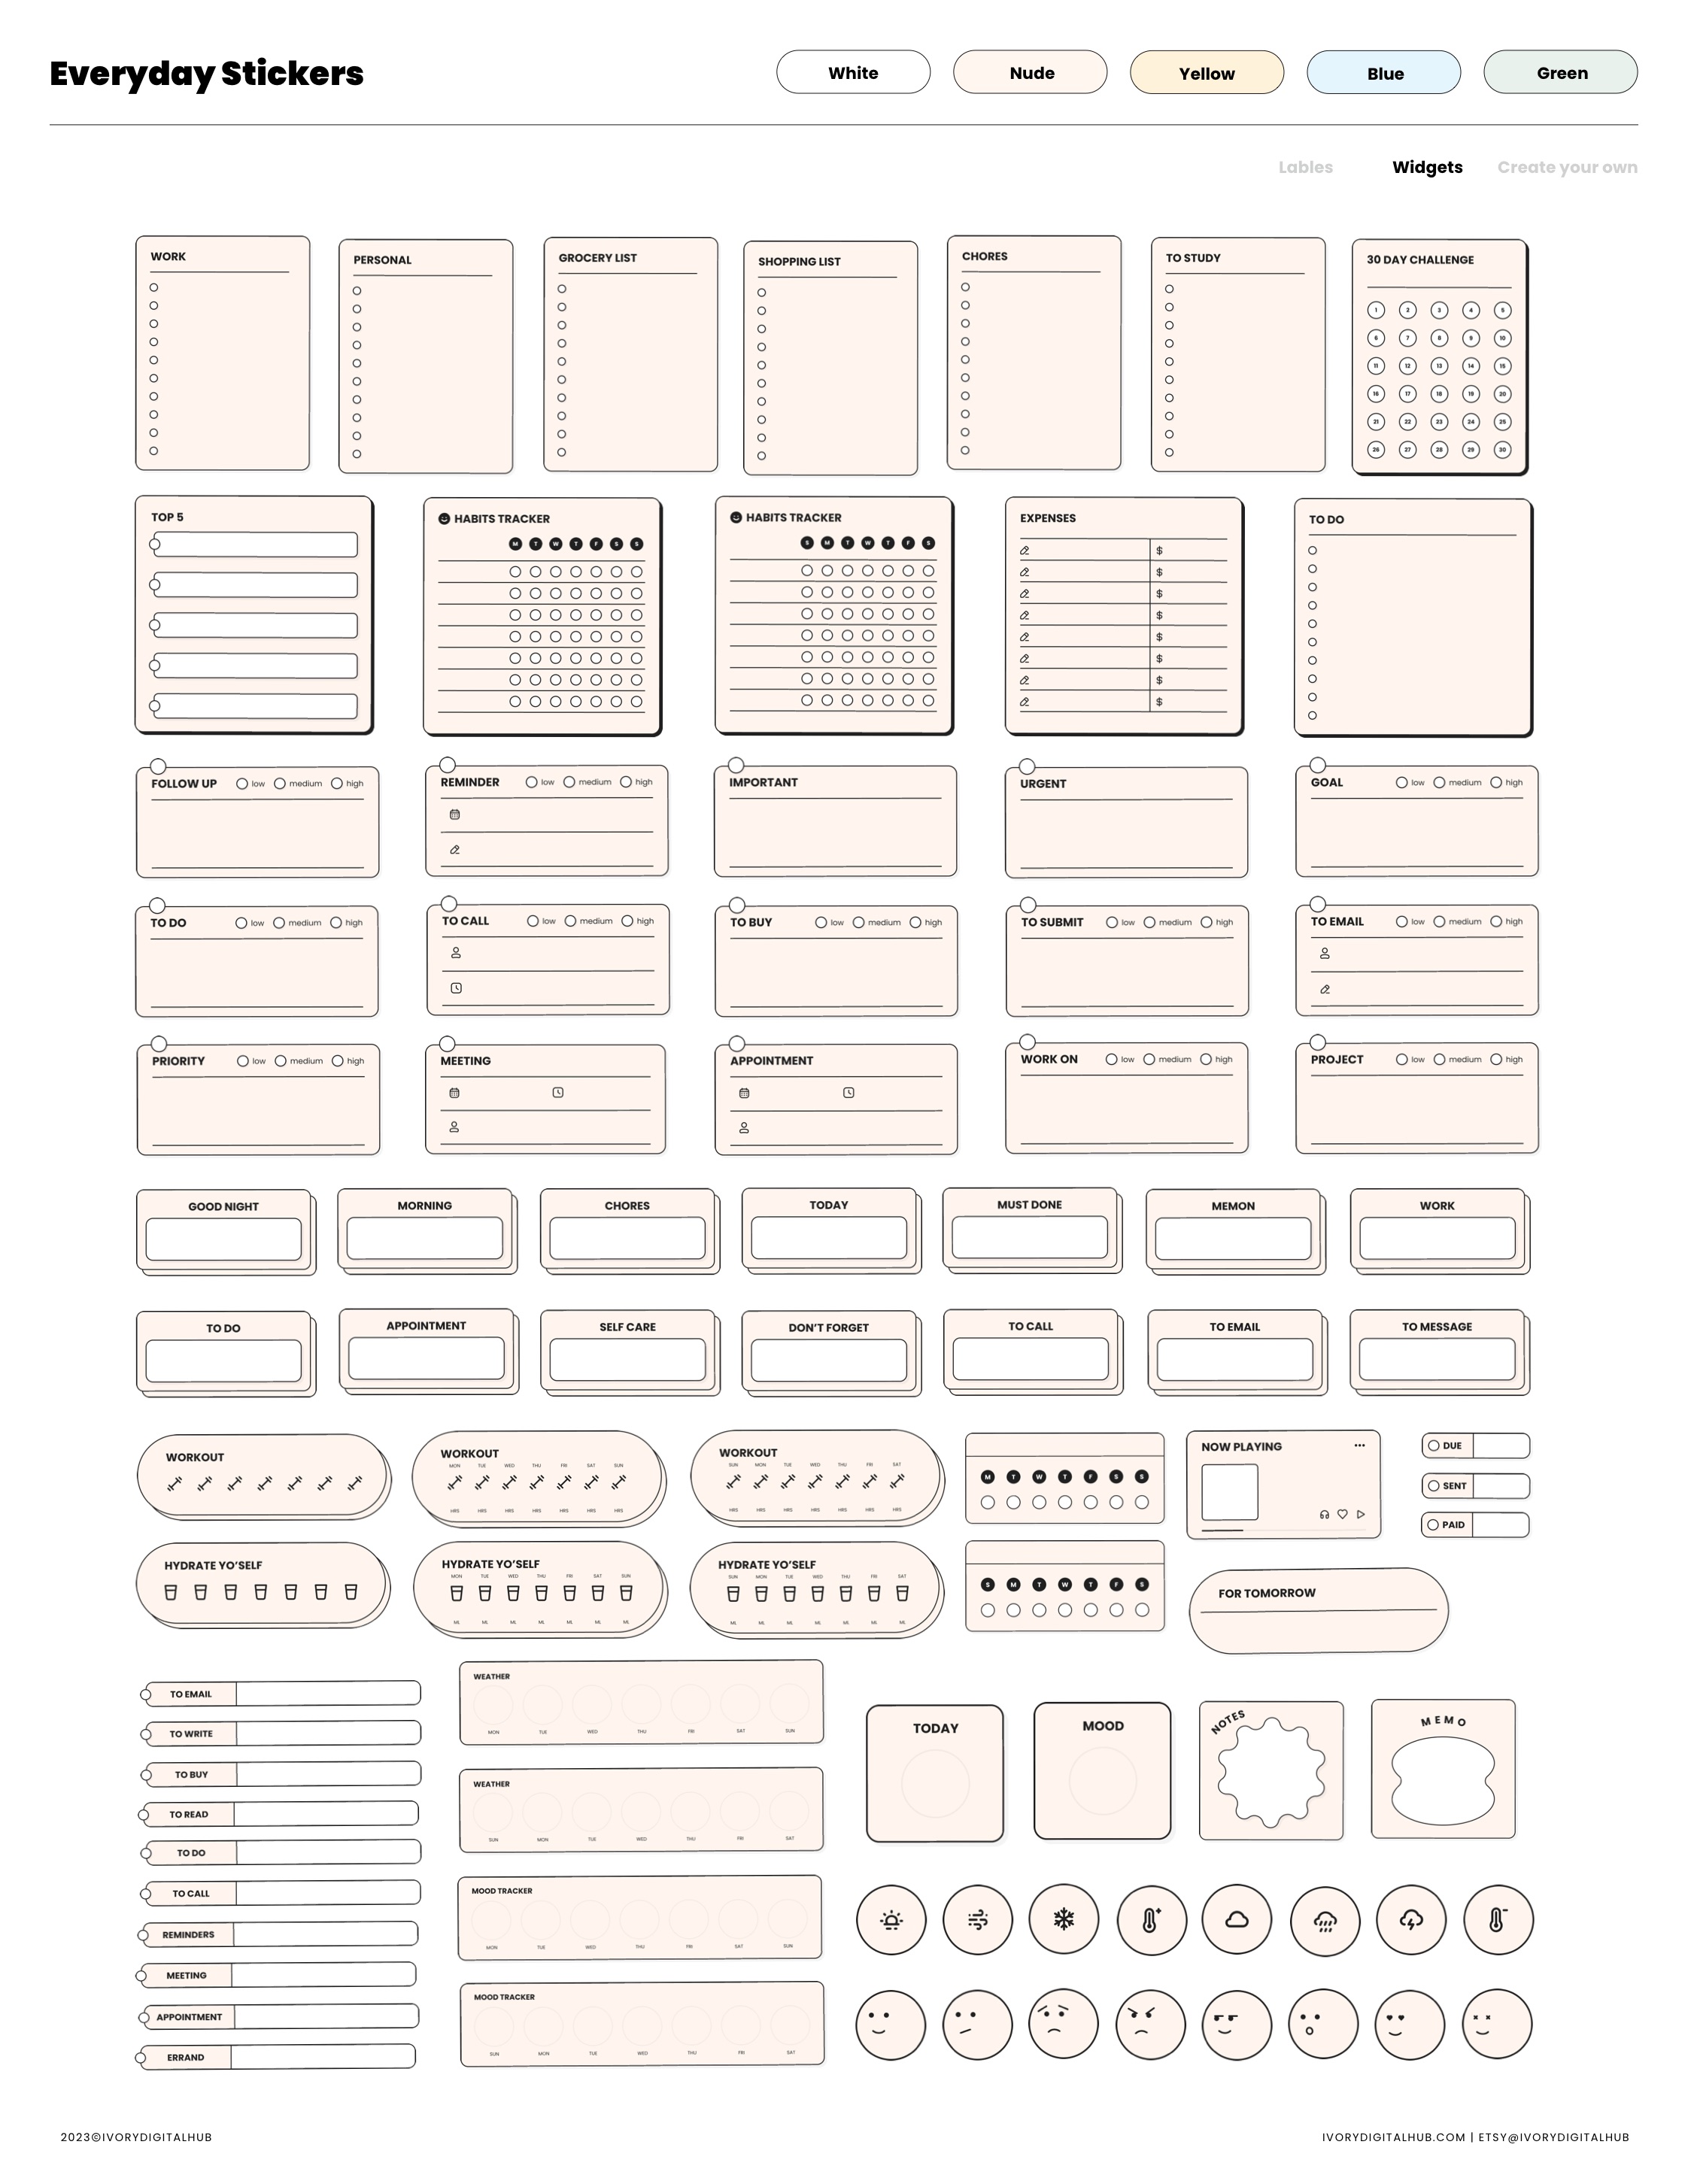 Everyday Stickers
White Nude Yellow Blue Green
Lables Widgets Create your own
WORK PERSONAL GROCERY LIST SHOPPING LIST CHORES TO STUDY 30 DAY CHALLENGE
1 2 3 4 5
6 7 8 9 10
11 12 13 14 15
16 17 18 19 20
21 22 23 24 25
26 27 28 29 30
TOP 5
HABITS TRACKER
M T W T F S S
HABITS TRACKER
S M T W T F S
EXPENSES
$
$
$
$
$
$
$
$
TO DO
FOLLOW UP low medium high
REMINDER low medium high
IMPORTANT
URGENT
GOAL low medium high
TO DO low medium high
TO CALL low medium high
TO BUY low medium high
TO SUBMIT low medium high
TO EMAIL low medium high
PRIORITY low medium high
MEETING
APPOINTMENT
WORK ON low medium high
PROJECT low medium high
GOOD NIGHT MORNING CHORES TODAY MUST DONE MEMON WORK
TO DO APPOINTMENT SELF CARE DON'T FORGET TO CALL TO EMAIL TO MESSAGE
WORKOUT
WORKOUT
MON TUE WED THU FRI SAT SUN
HRS HRS HRS HRS HRS HRS HRS
WORKOUT
SUN MON TUE WED THU FRI SAT
HRS HRS HRS HRS HRS HRS HRS
M T W T F S S
NOW PLAYING
DUE
SENT
PAID
HYDRATE YO'SELF
HYDRATE YO'SELF
MON TUE WED THU FRI SAT SUN
ML ML ML ML ML ML ML
HYDRATE YO'SELF
SUN MON TUE WED THU FRI SAT
ML ML ML ML ML ML ML
S M T W T F S
FOR TOMORROW
TO EMAIL
TO WRITE
TO BUY
TO READ
TO DO
TO CALL
REMINDERS
MEETING
APPOINTMENT
ERRAND
WEATHER
MON TUE WED THU FRI SAT SUN
WEATHER
SUN MON TUE WED THU FRI SAT
MOOD TRACKER
MON TUE WED THU FRI SAT SUN
MOOD TRACKER
SUN MON TUE WED THU FRI SAT
TODAY
MOOD
NOTES
MEMO
2023©IVORYDIGITALHUB
IVORYDIGITALHUB.COM | ETSY@IVORYDIGITALHUB